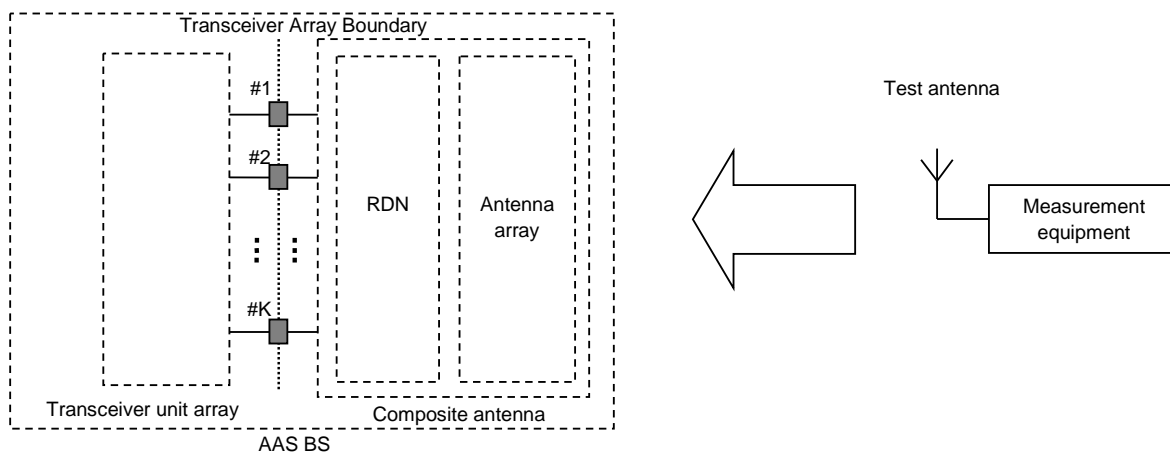 Transceiver Array Boundary
#1
#2
#K
RDN
Antenna
array
Transceiver unit array
Composite antenna
AAS BS
Test antenna
Measurement
equipment